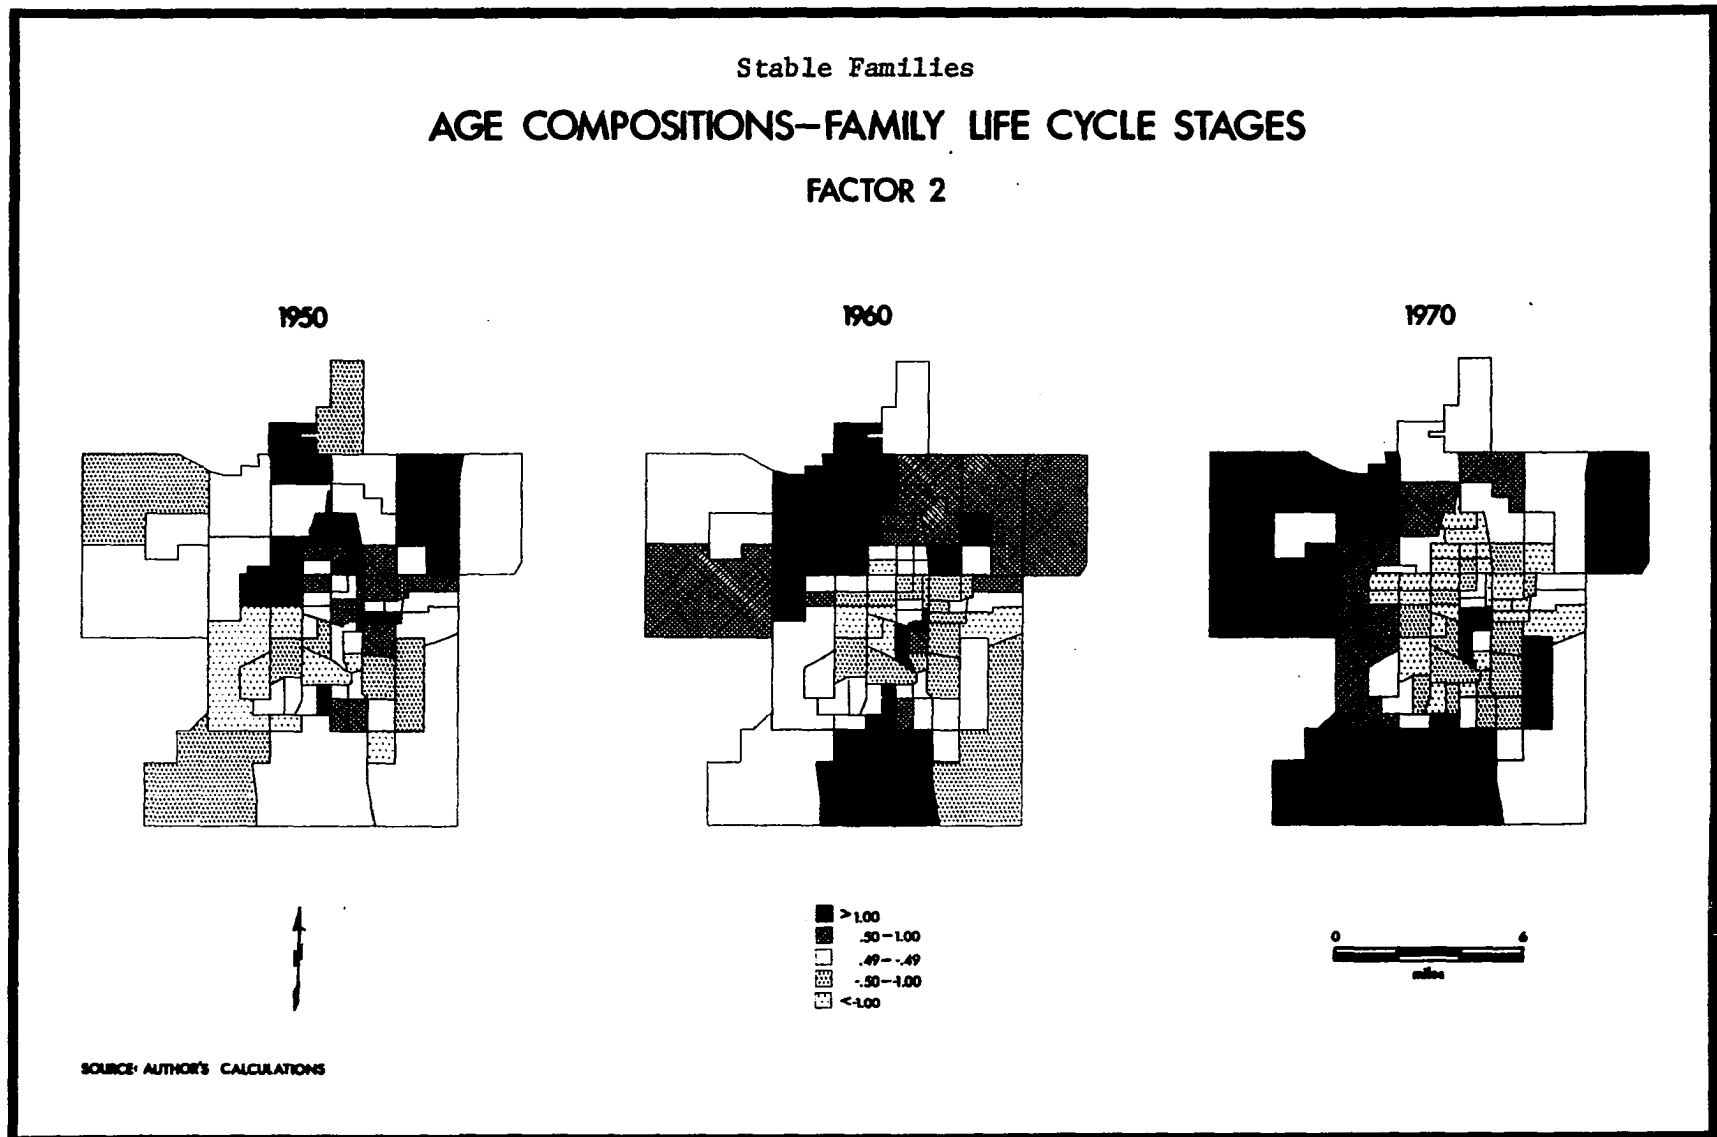 Stable Families
AGE COMPOSITIONS—FAMILY LIFE CYCLE STAGES
FACTOR 2
1950
1960
1970
>1.00
.50—1.00
.49—-.49
-.50—-1.00
<-1.00
0 6
miles
SOURCE: AUTHOR'S CALCULATIONS